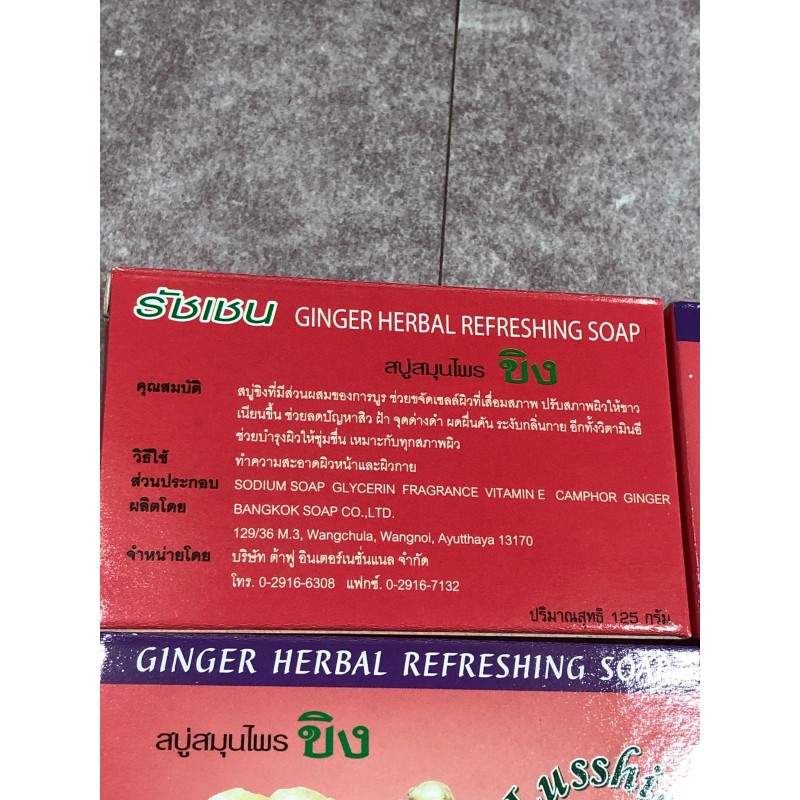 รัชเชน GINGER HERBAL REFRESHING SOAP
สบู่สมุนไพร ขิง
คุณสมบัติ สบู่ขิงที่มีส่วนผสมของการบูร ช่วยขจัดเซลล์ผิวที่เสื่อมสภาพ ปรับสภาพผิวให้ขาว
เนียนขึ้น ช่วยลดปัญหาสิว ฝ้า จุดด่างดำ ผดผื่นคัน ระงับกลิ่นกาย อีกทั้งวิตามินอี
ช่วยบำรุงผิวให้ชุ่มชื่น เหมาะกับทุกสภาพผิว
วิธีใช้ ทำความสะอาดผิวหน้าและผิวกาย
ส่วนประกอบ SODIUM SOAP GLYCERIN FRAGRANCE VITAMIN E CAMPHOR GINGER
ผลิตโดย BANGKOK SOAP CO.,LTD.
129/36 M.3, Wangchula, Wangnoi, Ayutthaya 13170
จำหน่ายโดย บริษัท ต้าฟู อินเตอร์เนชั่นแนล จำกัด
โทร. 0-2916-6308 แฟกซ์. 0-2916-7132
ปริมาณสุทธิ 125 กรัม
GINGER HERBAL REFRESHING SOAP
สบู่สมุนไพร ขิง
Lusshi